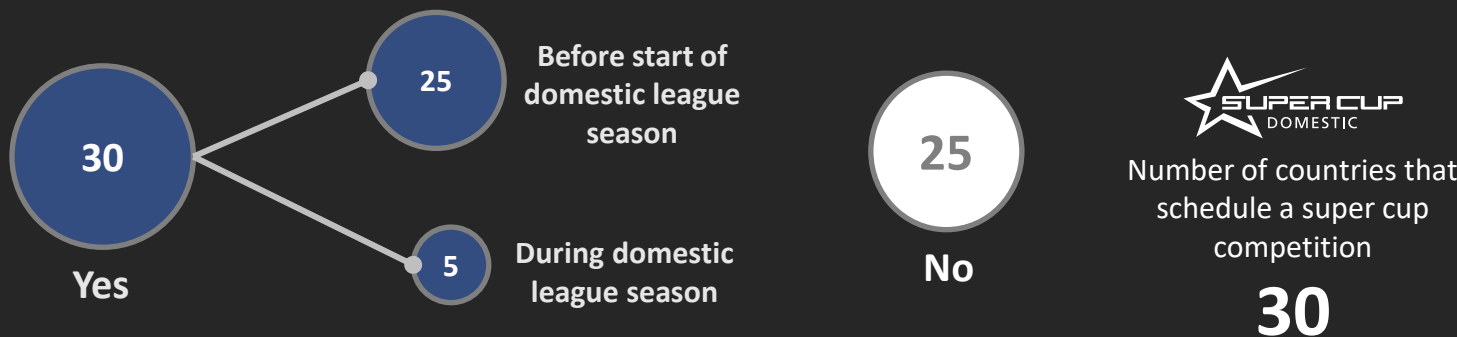 30
Yes
25
Before start of
domestic league
season
5
During domestic
league season
25
No
SUPER CUP
DOMESTIC
Number of countries that
schedule a super cup
competition
30